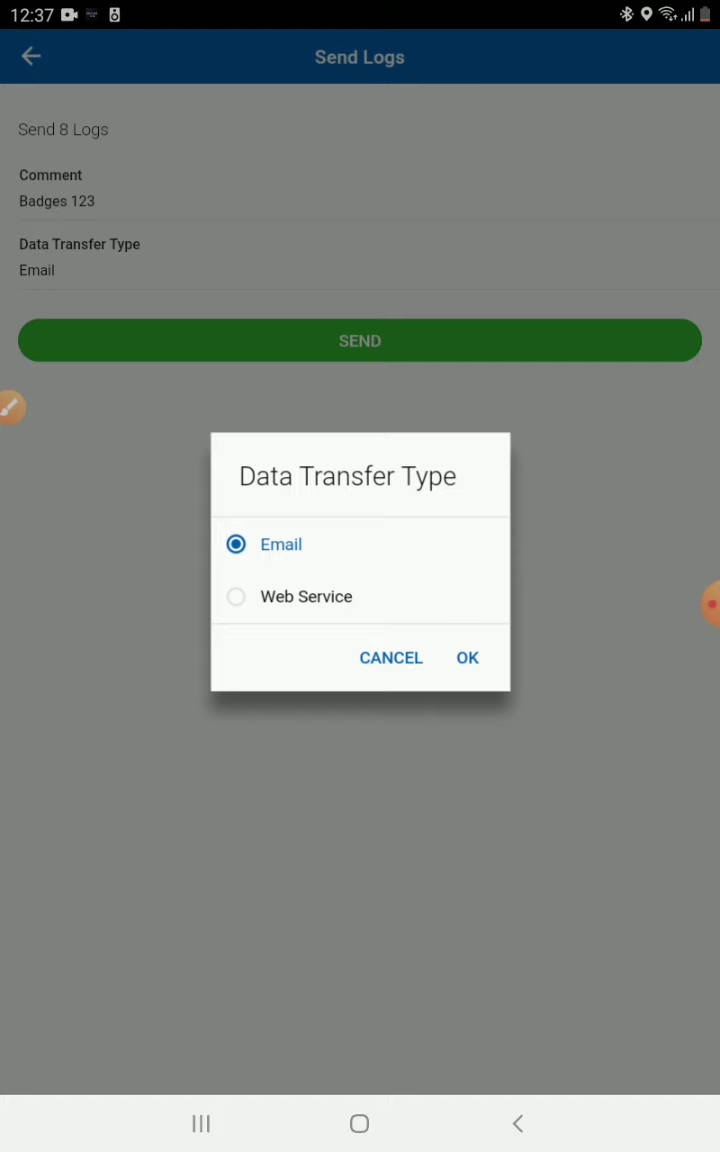 12:37
Send Logs
Send 8 Logs
Comment
Badges 123
Data Transfer Type
Email
SEND
Data Transfer Type
Email
Web Service
CANCEL OK